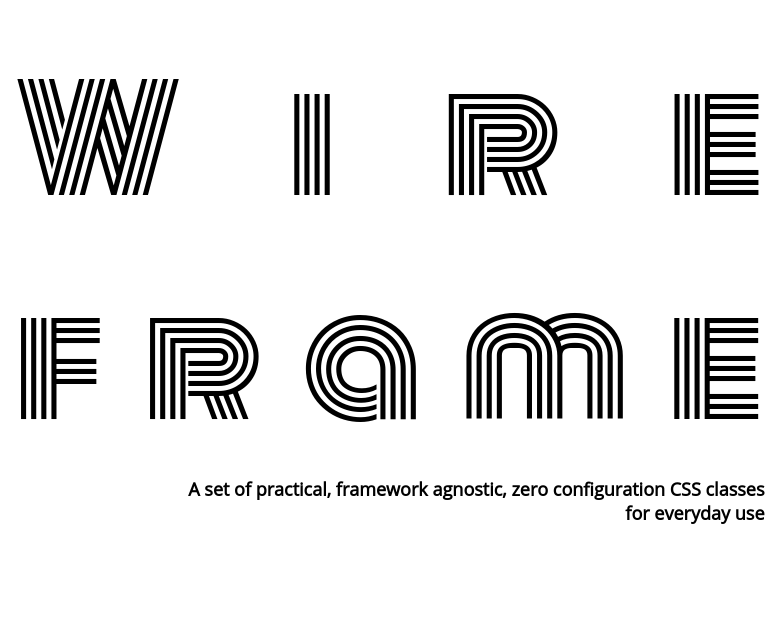 WIRE
FRame
A set of practical, framework agnostic, zero configuration CSS classes
for everyday use